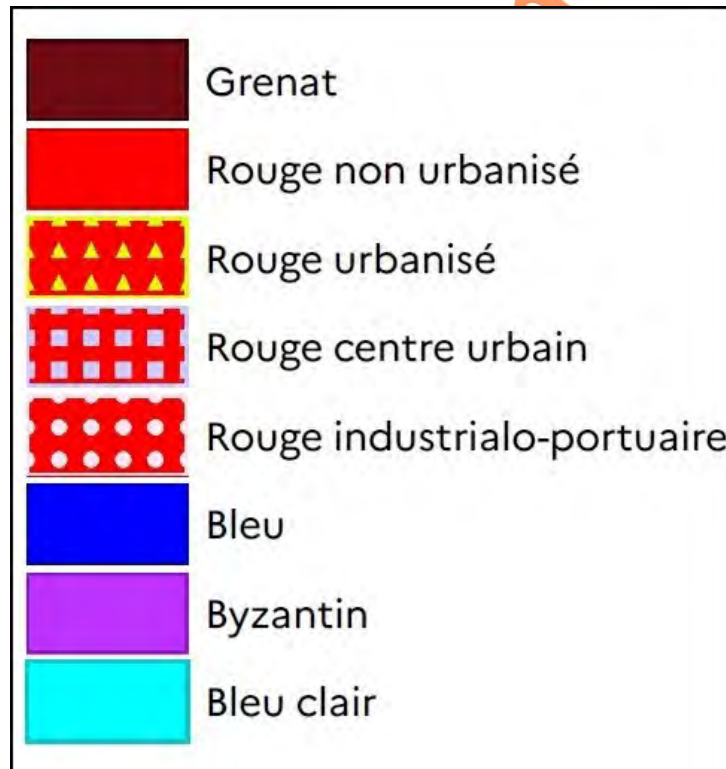 Grenat
Rouge non urbanisé
Rouge urbanisé
Rouge centre urbain
Rouge industrialo-portuaire
Bleu
Byzantin
Bleu clair